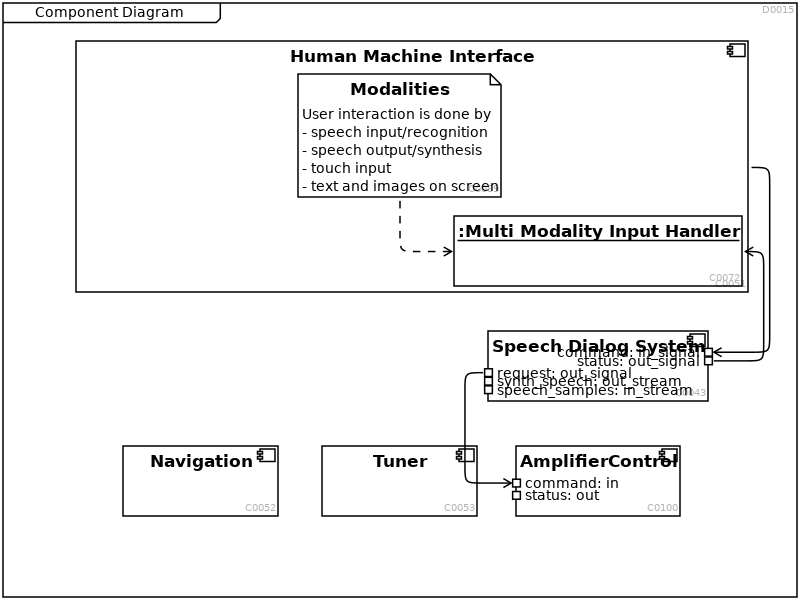 Component Diagram
D0015
Human Machine Interface
Modalities
User interaction is done by
- speech input/recognition
- speech output/synthesis
- touch input
- text and images on screen
:Multi Modality Input Handler
C0072
Speech Dialog System
command: in_signal
status: out_signal
request: out_signal
synth_speech: out_stream
speech_samples: in_stream
C0043
Navigation
C0052
Tuner
C0053
AmplifierControl
command: in
status: out
C0100